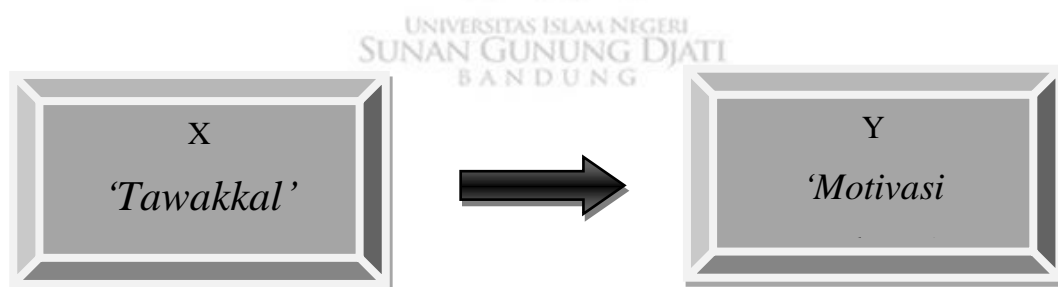 UNIVERSITAS ISLAM NEGERI
SUNAN GUNUNG DJATI
BANDUNG
X
‘Tawakkal’
Y
‘Motivasi